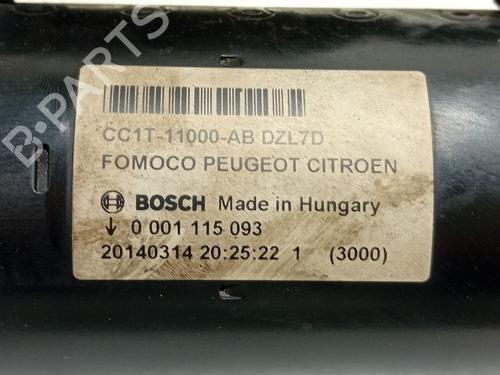 B-PARTS
CC1T-11000-AB DZL7D
FOMOCO PEUGEOT CITROEN
BOSCH Made in Hungary
↓ 0 001 115 093
20140314 20:25:22 1 (3000)